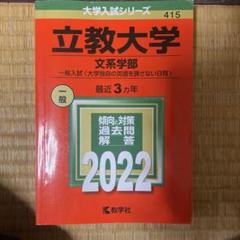 大学入試シリーズ
415
立教大学
文系学部
一般入試〈大学独自の英語を課さない日程〉
一般
最近3カ年
傾向と対策
過去問
解答
2022
教学社